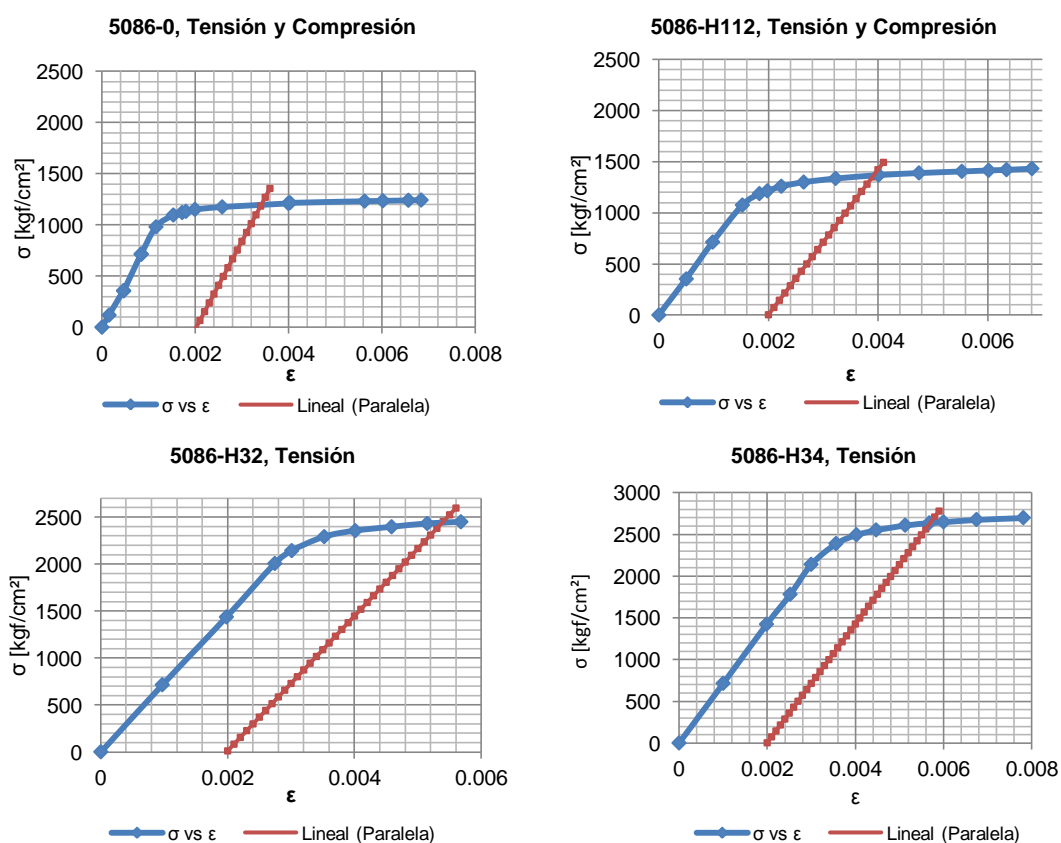 5086-0, Tensión y Compresión
2500
2000
1500
1000
500
0
0 0.002 0.004 0.006 0.008
σ [kgf/cm²]
ε
σ vs ε Lineal (Paralela)
5086-H112, Tensión y Compresión
2500
2000
1500
1000
500
0
0 0.002 0.004 0.006
σ [kgf/cm²]
ε
σ vs ε Lineal (Paralela)
5086-H32, Tensión
2500
2000
1500
1000
500
0
0 0.002 0.004 0.006
σ [kgf/cm²]
ε
σ vs ε Lineal (Paralela)
5086-H34, Tensión
3000
2500
2000
1500
1000
500
0
0 0.002 0.004 0.006 0.008
σ [kgf/cm²]
ε
σ vs ε Lineal (Paralela)